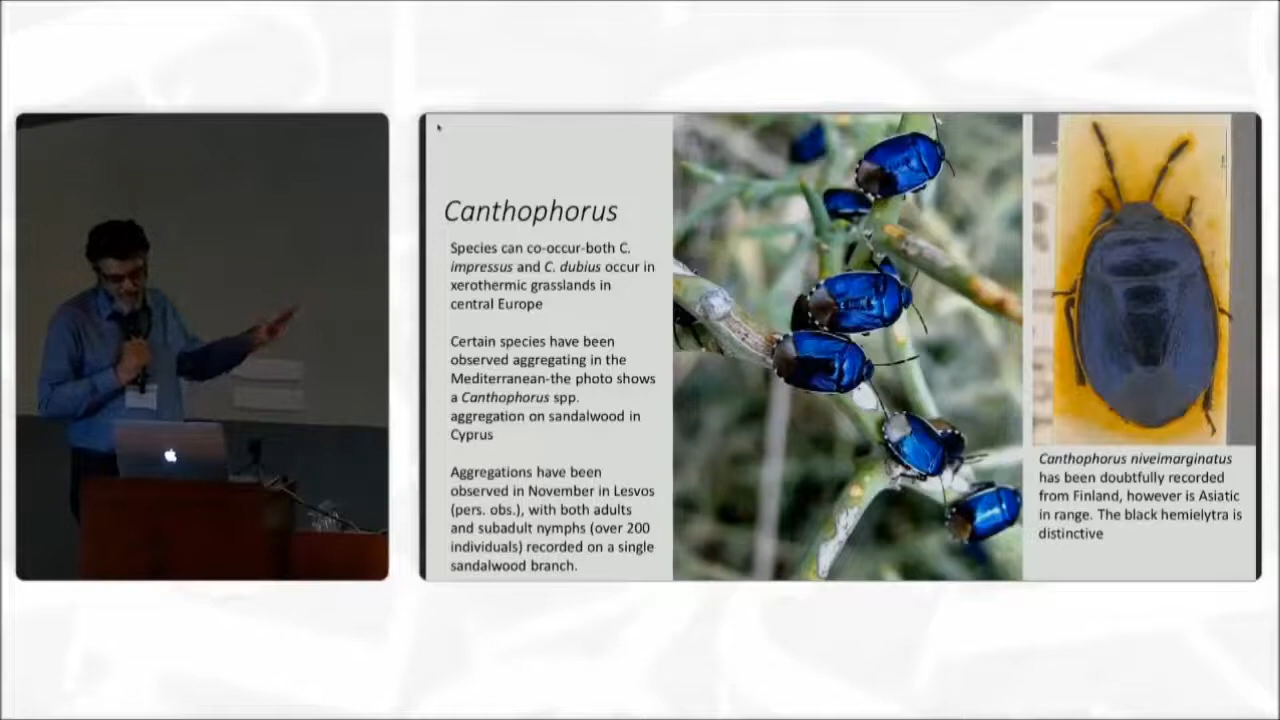 Canthophorus
Species can co-occur-both C.
impressus and C. dubius occur in
xerothermic grasslands in
central Europe
Certain species have been
observed aggregating in the
Mediterranean-the photo shows
a Canthophorus spp.
aggregation on sandalwood in
Cyprus
Aggregations have been
observed in November in Lesvos
(pers. obs.), with both adults
and subadult nymphs (over 200
individuals) recorded on a single
sandalwood branch.
Canthophorus niveimarginatus
has been doubtfully recorded
from Finland, however is Asiatic
in range. The black hemielytra is
distinctive